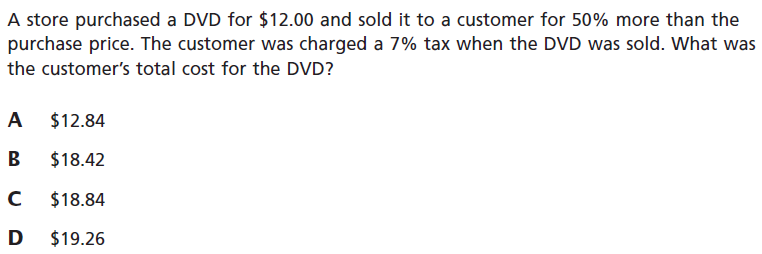 A store purchased a DVD for $12.00 and sold it to a customer for 50% more than the
purchase price. The customer was charged a 7% tax when the DVD was sold. What was
the customer’s total cost for the DVD?
A $12.84
B $18.42
C $18.84
D $19.26